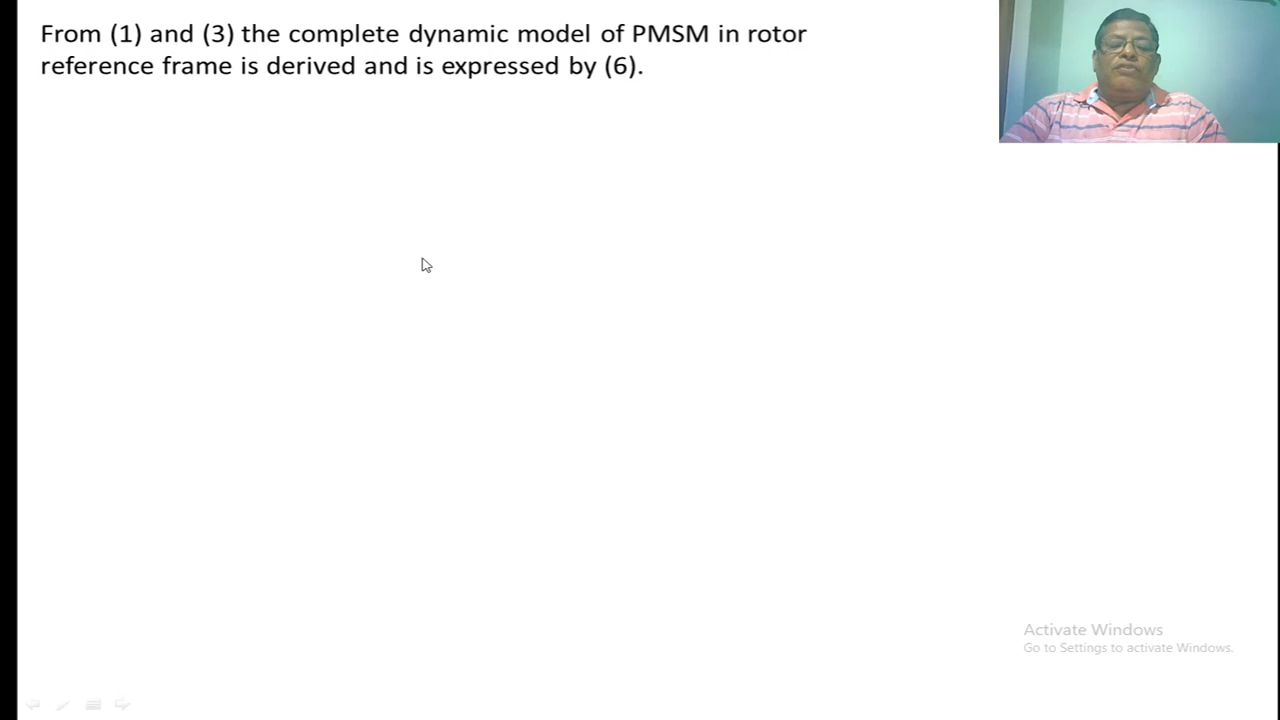 From (1) and (3) the complete dynamic model of PMSM in rotor
reference frame is derived and is expressed by (6).
Activate Windows
Go to Settings to activate Windows.